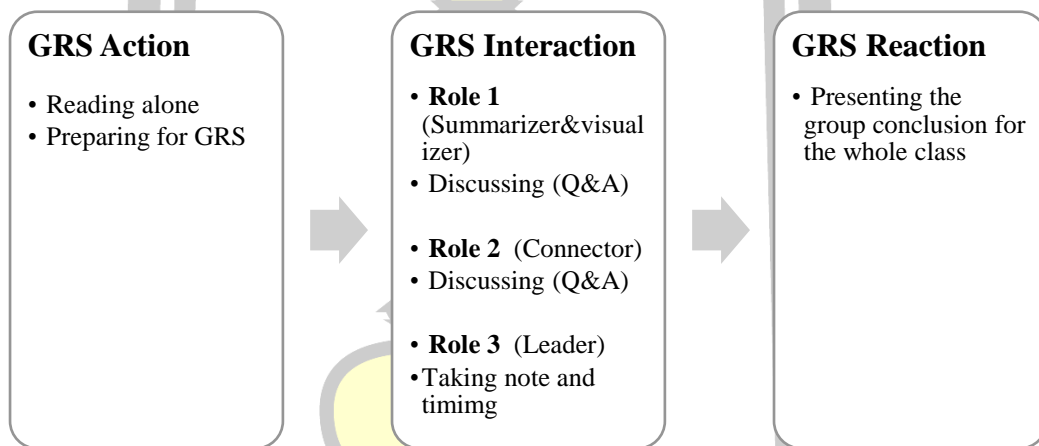 GRS Action
• Reading alone
• Preparing for GRS
GRS Interaction
• Role 1
(Summarizer&visual
izer)
• Discussing (Q&A)
• Role 2 (Connector)
• Discussing (Q&A)
• Role 3 (Leader)
•Taking note and
timimg
GRS Reaction
• Presenting the
group conclusion for
the whole class